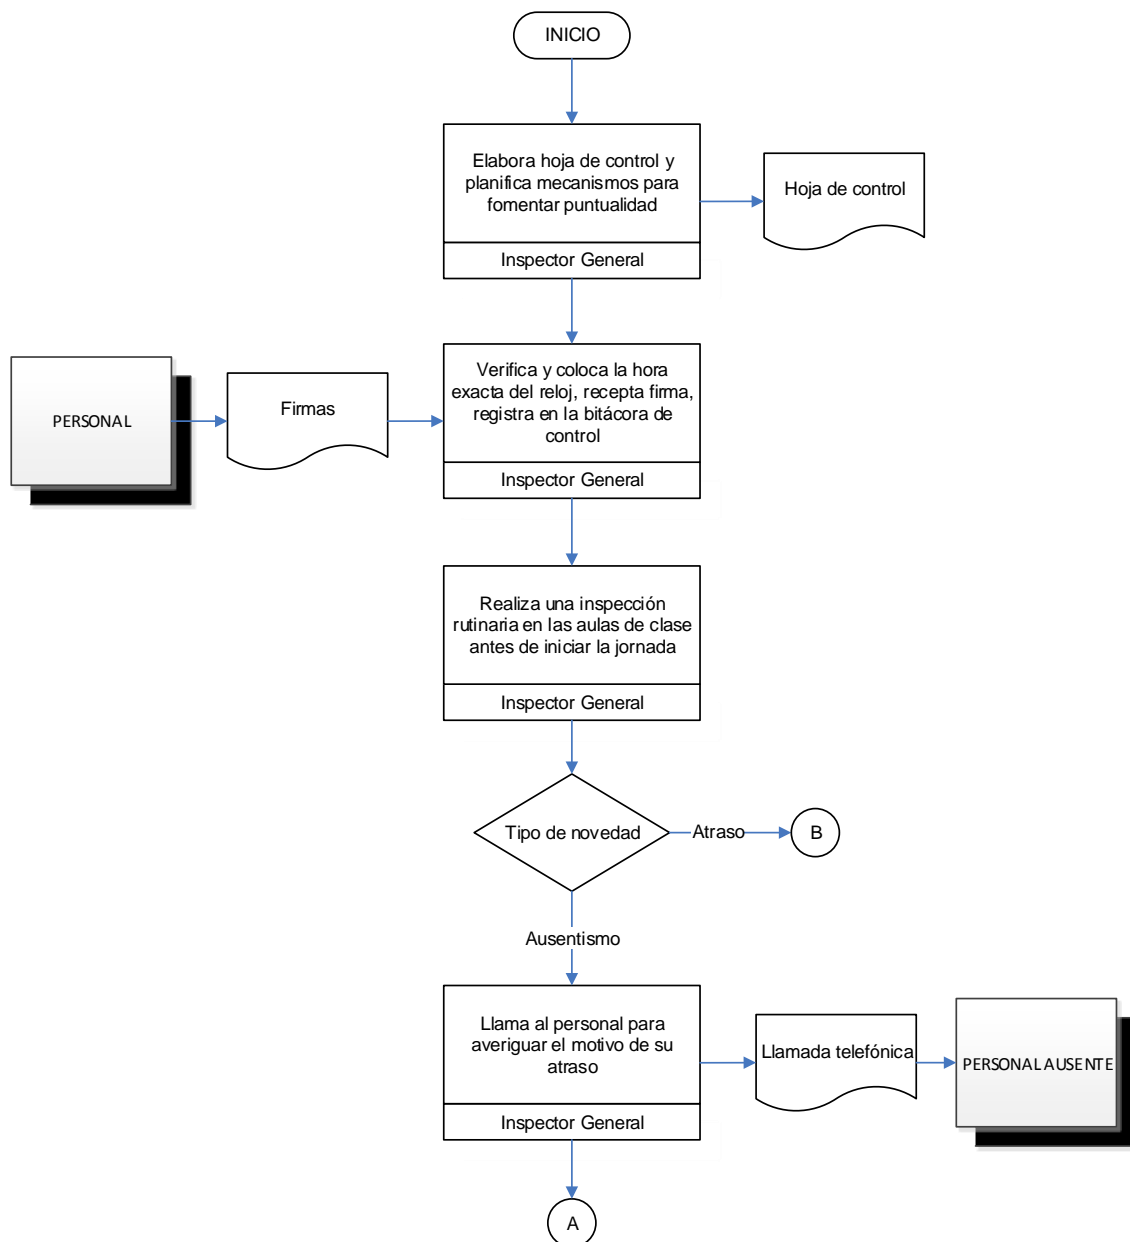 INICIO
Elabora hoja de control y
planifica mecanismos para
fomentar puntualidad
Inspector General
Hoja de control
PERSONAL
Firmas
Verifica y coloca la hora
exacta del reloj, recepta firma,
registra en la bitácora de
control
Inspector General
Realiza una inspección
rutinaria en las aulas de clase
antes de iniciar la jornada
Inspector General
Tipo de novedad
Atraso
B
Ausentismo
Llama al personal para
averiguar el motivo de su
atraso
Inspector General
Llamada telefónica
PERSONAL AUSENTE
A